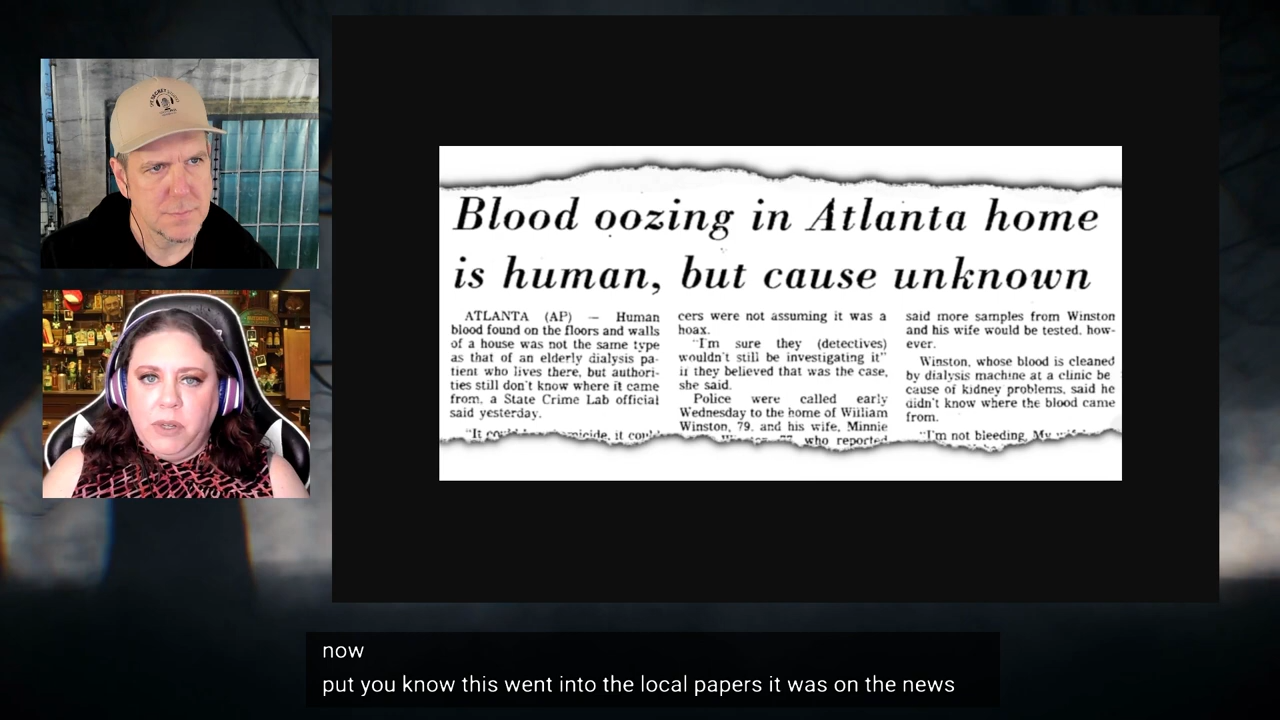 Blood oozing in Atlanta home
is human, but cause unknown
ATLANTA (AP) — Human
blood found on the floors and walls
of a house was not the same type
as that of an elderly dialysis pa-
tient who lives there, but authori-
ties still don't know where it came
from, a State Crime Lab official
said yesterday.
cers were not assuming it was a
hoax.
"I'm sure they (detectives)
wouldn't still be investigating it"
if they believed that was the case,
she said.
Police were called early
Wednesday to the home of William
Winston, 79, and his wife, Minnie
who reported
said more samples from Winston
and his wife would be tested, how-
ever.
Winston, whose blood is cleaned
by dialysis machine at a clinic be
cause of kidney problems, said he
didn't know where the blood came
from.
"I'm not bleeding. My
now
put you know this went into the local papers it was on the news